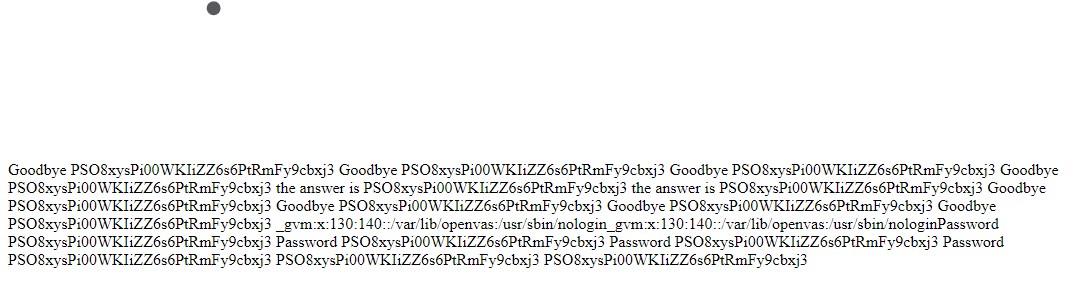 Goodbye PSO8xysPi00WKIiZZ6s6PtRmFy9cbxj3 Goodbye PSO8xysPi00WKIiZZ6s6PtRmFy9cbxj3 Goodbye PSO8xysPi00WKIiZZ6s6PtRmFy9cbxj3 Goodbye
PSO8xysPi00WKIiZZ6s6PtRmFy9cbxj3 the answer is PSO8xysPi00WKIiZZ6s6PtRmFy9cbxj3 the answer is PSO8xysPi00WKIiZZ6s6PtRmFy9cbxj3 Goodbye
PSO8xysPi00WKIiZZ6s6PtRmFy9cbxj3 Goodbye PSO8xysPi00WKIiZZ6s6PtRmFy9cbxj3 Goodbye PSO8xysPi00WKIiZZ6s6PtRmFy9cbxj3 Goodbye
PSO8xysPi00WKIiZZ6s6PtRmFy9cbxj3 _gvm:x:130:140::/var/lib/openvas:/usr/sbin/nologin_gvm:x:130:140::/var/lib/openvas:/usr/sbin/nologinPassword
PSO8xysPi00WKIiZZ6s6PtRmFy9cbxj3 Password PSO8xysPi00WKIiZZ6s6PtRmFy9cbxj3 Password PSO8xysPi00WKIiZZ6s6PtRmFy9cbxj3 Password
PSO8xysPi00WKIiZZ6s6PtRmFy9cbxj3 PSO8xysPi00WKIiZZ6s6PtRmFy9cbxj3 PSO8xysPi00WKIiZZ6s6PtRmFy9cbxj3